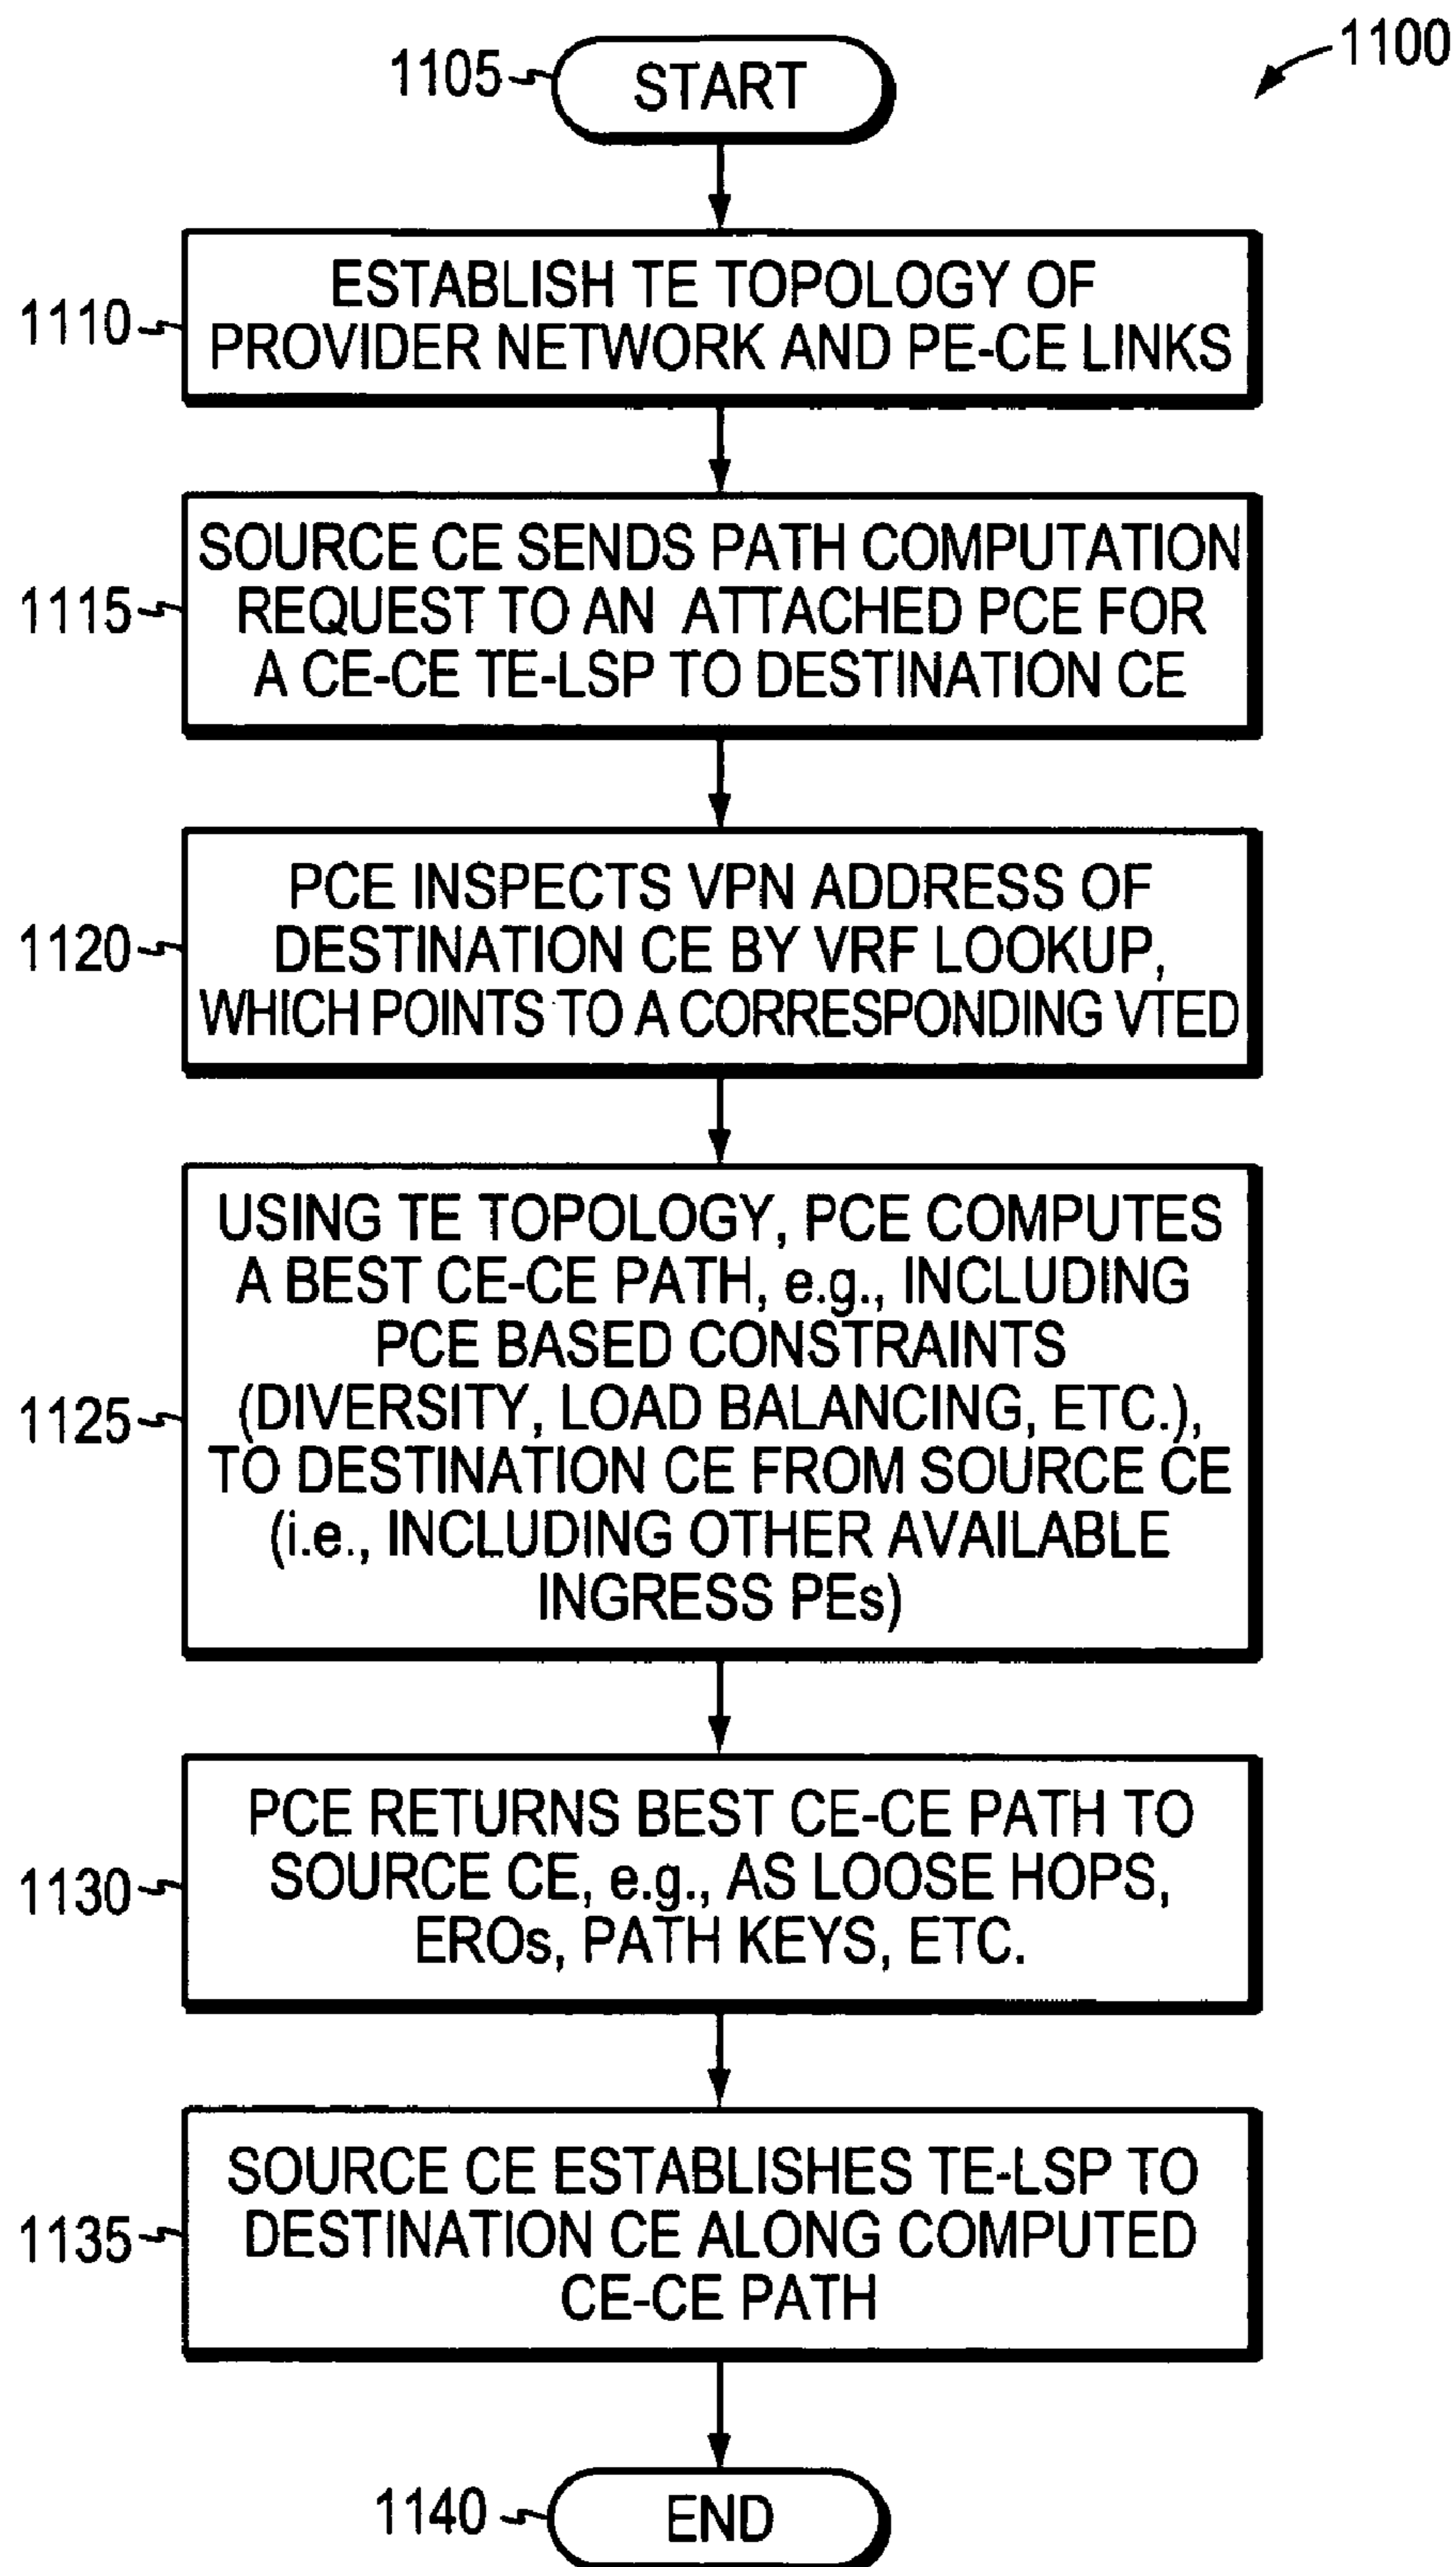 1100
1105
START
1110
ESTABLISH TE TOPOLOGY OF
PROVIDER NETWORK AND PE-CE LINKS
1115
SOURCE CE SENDS PATH COMPUTATION
REQUEST TO AN ATTACHED PCE FOR
A CE-CE TE-LSP TO DESTINATION CE
1120
PCE INSPECTS VPN ADDRESS OF
DESTINATION CE BY VRF LOOKUP,
WHICH POINTS TO A CORRESPONDING VTED
1125
USING TE TOPOLOGY, PCE COMPUTES
A BEST CE-CE PATH, e.g., INCLUDING
PCE BASED CONSTRAINTS
(DIVERSITY, LOAD BALANCING, ETC.),
TO DESTINATION CE FROM SOURCE CE
(i.e., INCLUDING OTHER AVAILABLE
INGRESS PEs)
1130
PCE RETURNS BEST CE-CE PATH TO
SOURCE CE, e.g., AS LOOSE HOPS,
EROs, PATH KEYS, ETC.
1135
SOURCE CE ESTABLISHES TE-LSP TO
DESTINATION CE ALONG COMPUTED
CE-CE PATH
1140
END